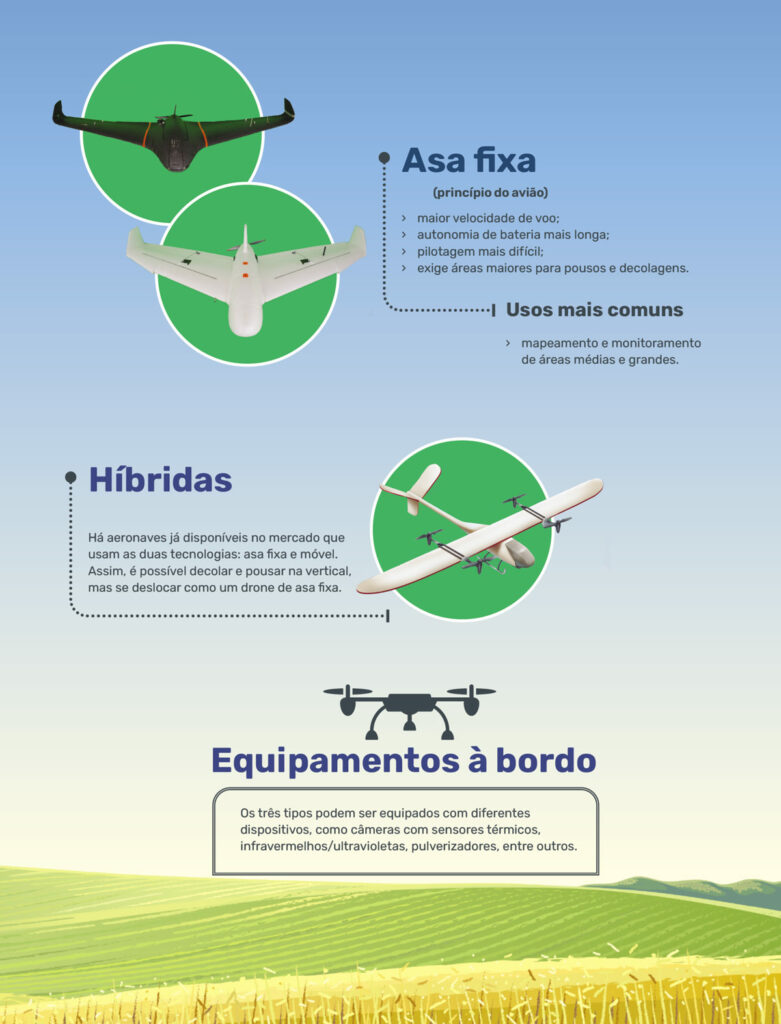 Asa fixa
(princípio do avião)
› maior velocidade de voo;
› autonomia de bateria mais longa;
› pilotagem mais difícil;
› exige áreas maiores para pousos e decolagens.
Usos mais comuns
› mapeamento e monitoramento
de áreas médias e grandes.
Híbridas
Há aeronaves já disponíveis no mercado que
usam as duas tecnologias: asa fixa e móvel.
Assim, é possível decolar e pousar na vertical,
mas se deslocar como um drone de asa fixa.
Equipamentos à bordo
Os três tipos podem ser equipados com diferentes
dispositivos, como câmeras com sensores térmicos,
infravermelhos/ultravioletas, pulverizadores, entre outros.